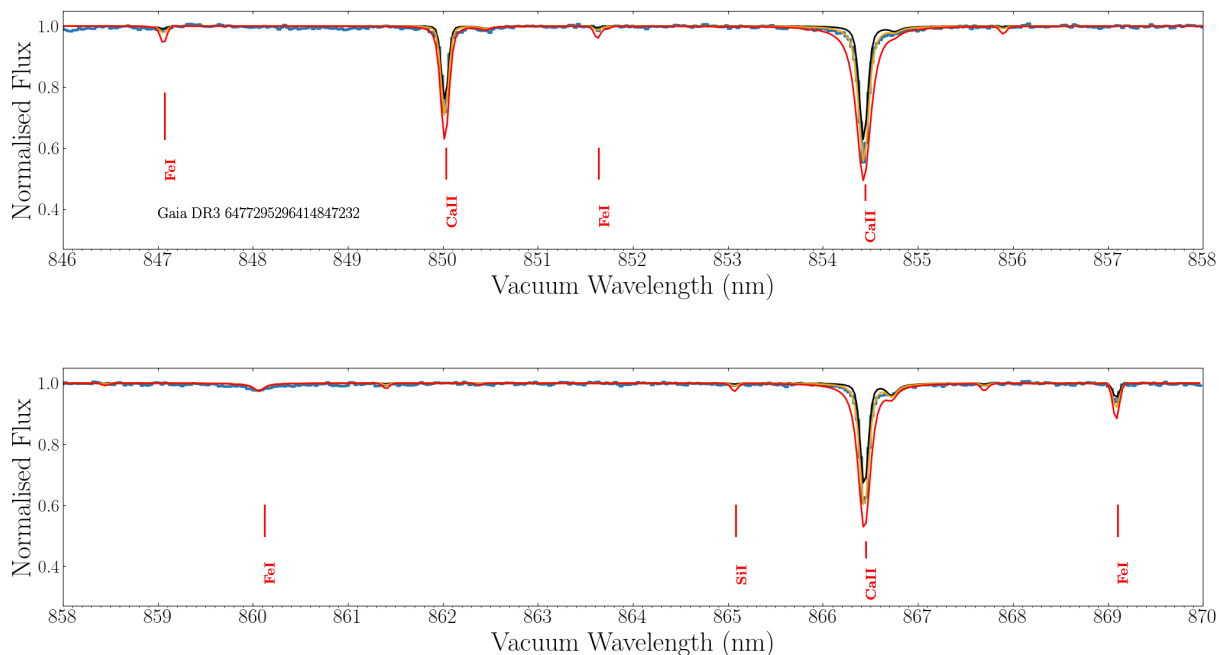 Normalised Flux
1.0
0.8
0.6
0.4
FeI
CaII
FeI
CaII
Gaia DR3 6477295296414847232
846 847 848 849 850 851 852 853 854 855 856 857 858
Vacuum Wavelength (nm)
Normalised Flux
1.0
0.8
0.6
0.4
FeI
SiI
CaII
FeI
858 859 860 861 862 863 864 865 866 867 868 869 870
Vacuum Wavelength (nm)